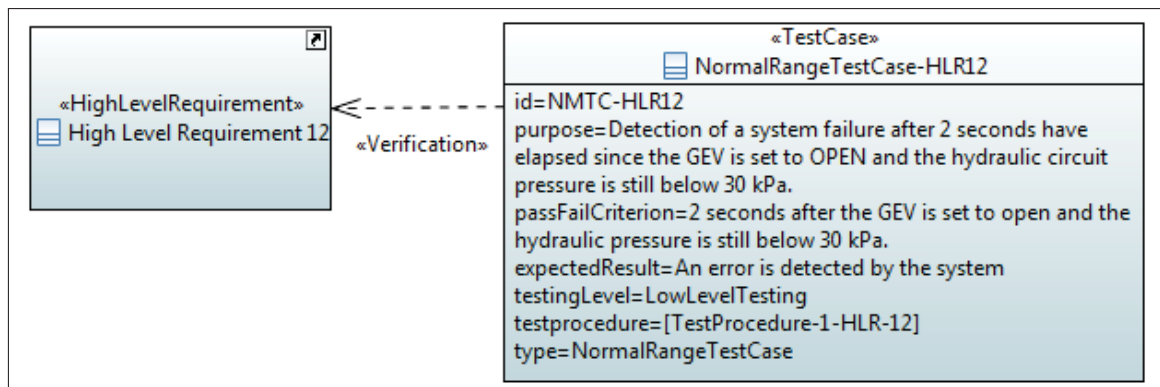 «HighLevelRequirement»
High Level Requirement 12
«Verification»
«TestCase»
NormalRangeTestCase-HLR12
id=NMTC-HLR12
purpose=Detection of a system failure after 2 seconds have
elapsed since the GEV is set to OPEN and the hydraulic circuit
pressure is still below 30 kPa.
passFailCriterion=2 seconds after the GEV is set to open and the
hydraulic pressure is still below 30 kPa.
expectedResult=An error is detected by the system
testingLevel=LowLevelTesting
testprocedure=[TestProcedure-1-HLR-12]
type=NormalRangeTestCase